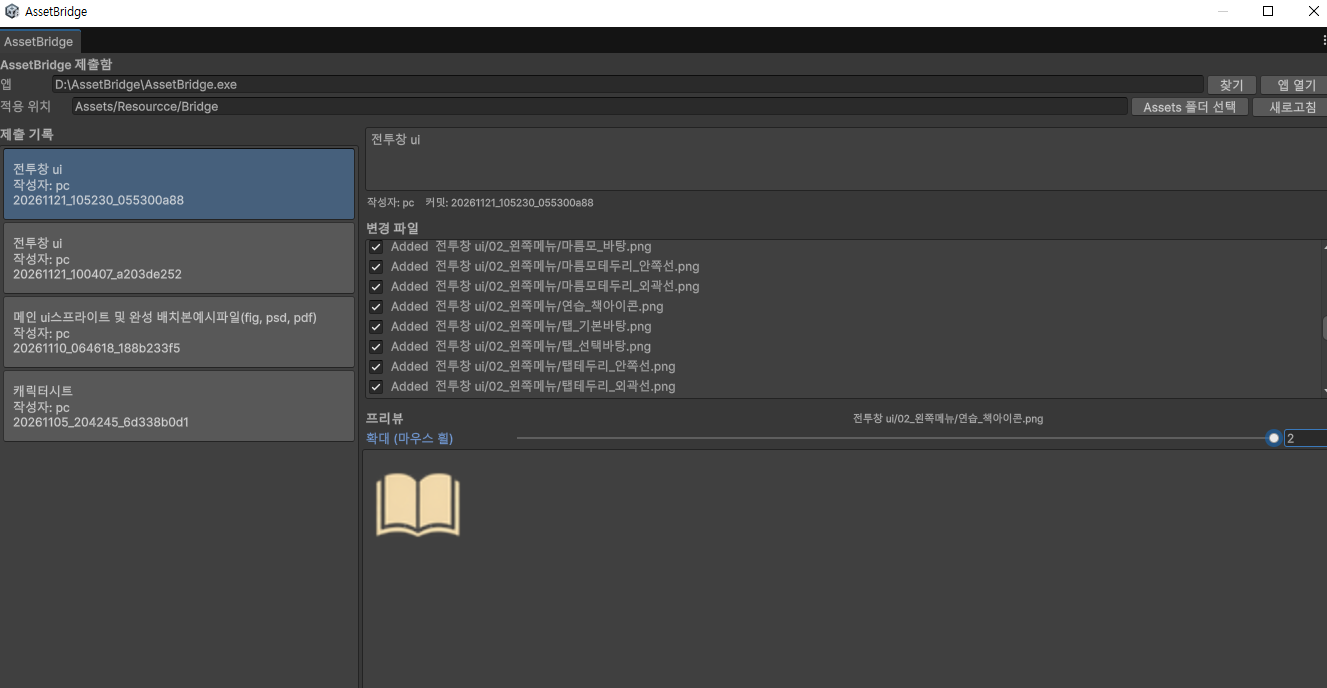 AssetBridge
AssetBridge
AssetBridge 제출함
앱 D:\AssetBridge\AssetBridge.exe 찾기 앱 열기
적용 위치 Assets/Resourcce/Bridge Assets 폴더 선택 새로고침
제출 기록
전투창 ui
작성자: pc
20261121_105230_055300a88
전투창 ui
작성자: pc
20261121_100407_a203de252
메인 ui스프라이트 및 완성 배치본예시파일(fig, psd, pdf)
작성자: pc
20261110_064618_188b233f5
캐릭터시트
작성자: pc
20261105_204245_6d338b0d1
전투창 ui
작성자: pc 커밋: 20261121_105230_055300a88
변경 파일
Added 전투창 ui/02_왼쪽메뉴/마름모_바탕.png
Added 전투창 ui/02_왼쪽메뉴/마름모테두리_안쪽선.png
Added 전투창 ui/02_왼쪽메뉴/마름모테두리_외곽선.png
Added 전투창 ui/02_왼쪽메뉴/연습_책아이콘.png
Added 전투창 ui/02_왼쪽메뉴/탭_기본바탕.png
Added 전투창 ui/02_왼쪽메뉴/탭_선택바탕.png
Added 전투창 ui/02_왼쪽메뉴/탭테두리_안쪽선.png
Added 전투창 ui/02_왼쪽메뉴/탭테두리_외곽선.png
프리뷰 전투창 ui/02_왼쪽메뉴/연습_책아이콘.png
확대 (마우스 휠) 2